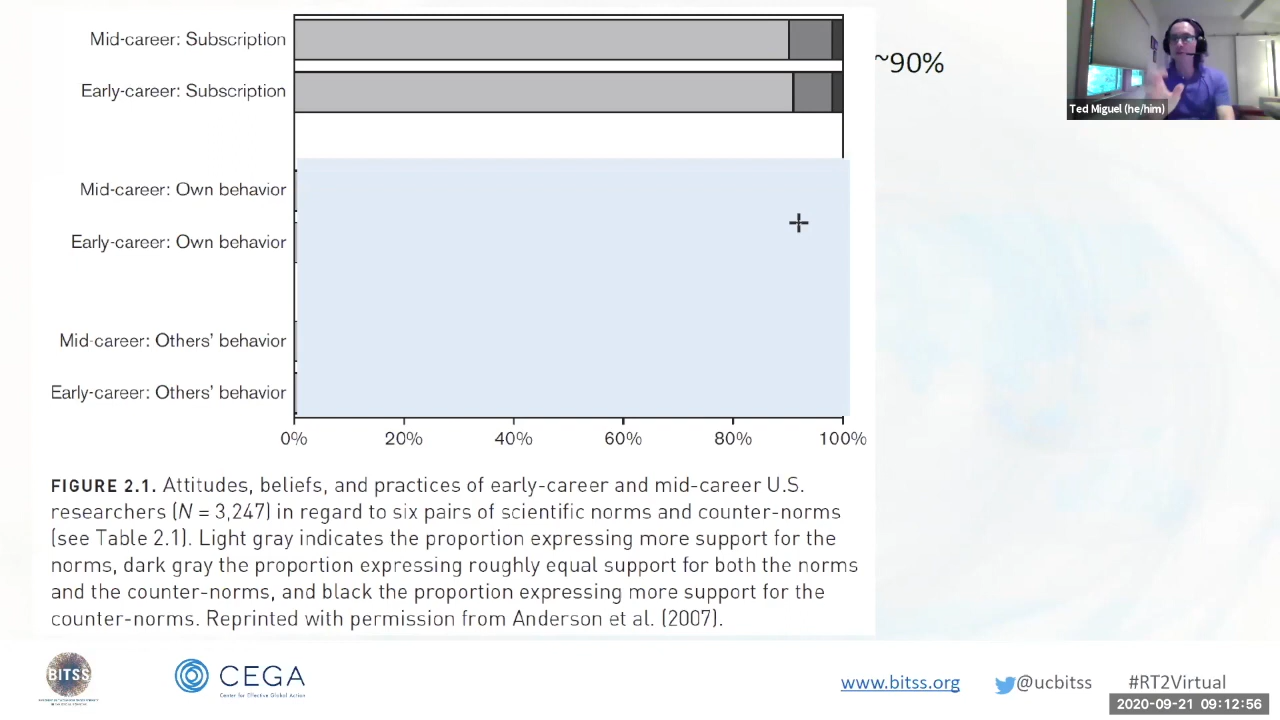 Mid-career: Subscription
~90%
Early-career: Subscription
Ted Miguel (he/him)
Mid-career: Own behavior
Early-career: Own behavior
Mid-career: Others' behavior
Early-career: Others' behavior
0% 20% 40% 60% 80% 100%
FIGURE 2.1. Attitudes, beliefs, and practices of early-career and mid-career U.S.
researchers (N = 3,247) in regard to six pairs of scientific norms and counter-norms
(see Table 2.1). Light gray indicates the proportion expressing more support for the
norms, dark gray the proportion expressing roughly equal support for both the norms
and the counter-norms, and black the proportion expressing more support for the
counter-norms. Reprinted with permission from Anderson et al. (2007).
BITSS
CEGA
Center for Effective Global Action
www.bitss.org
@ucbitss
#RT2Virtual
2020-09-21 09:12:56